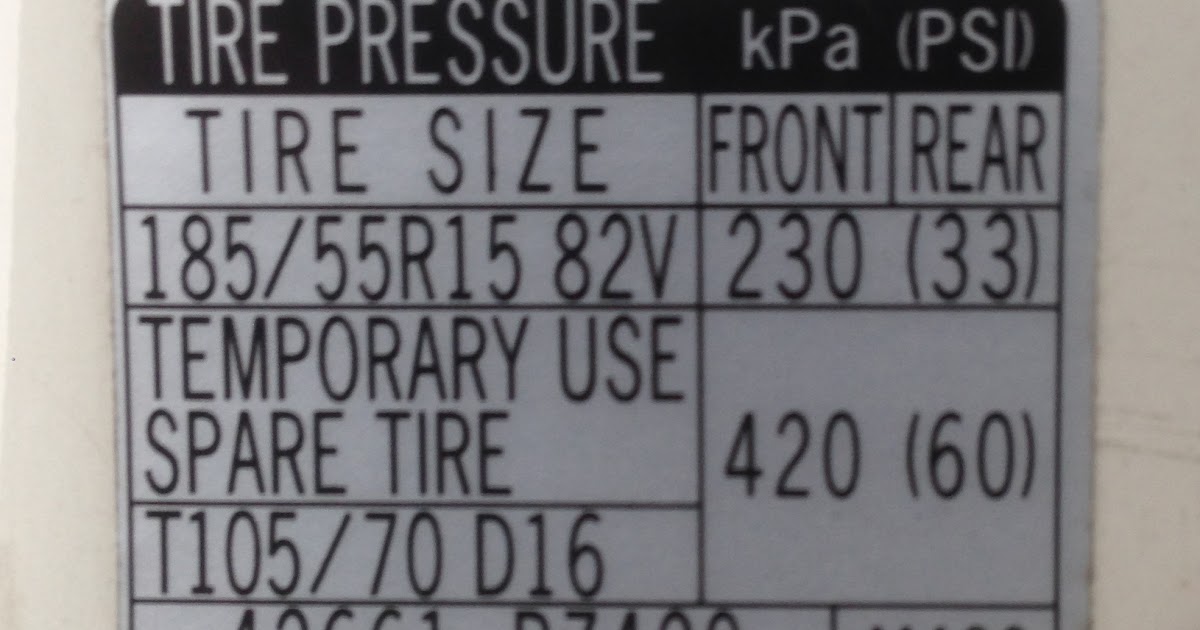 TIRE PRESSURE kPa (PSI)
TIRE SIZE FRONT REAR
185/55R15 82V 230 (33)
TEMPORARY USE
SPARE TIRE 420 (60)
T105/70 D16